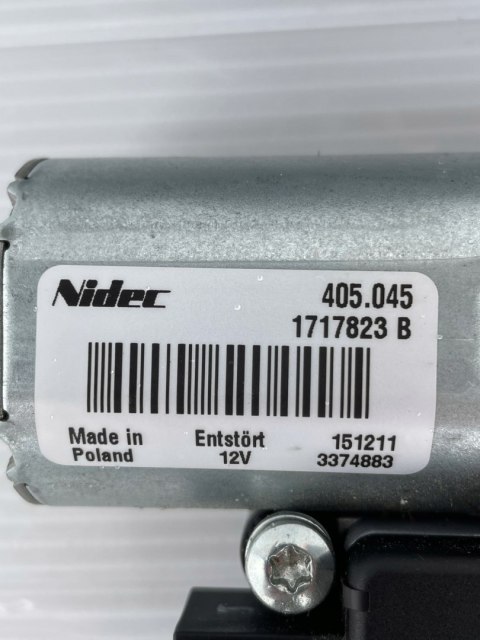 Nidec 405.045
1717823 B
Made in Entstört 151211
Poland 12V 3374883